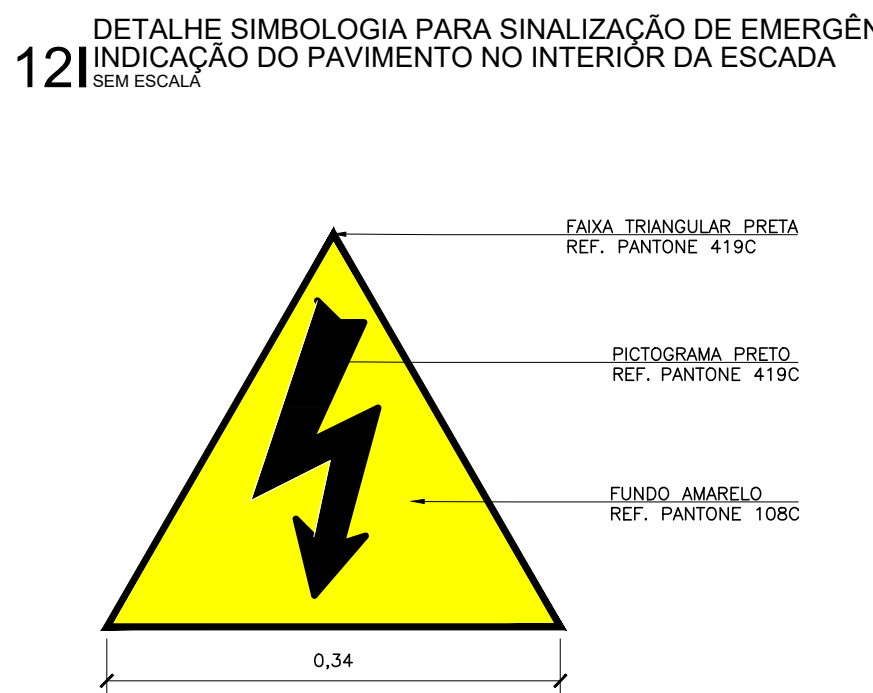 DETALHE SIMBOLOGIA PARA SINALIZAÇÃO DE EMERGÊN
12 INDICAÇÃO DO PAVIMENTO NO INTERIOR DA ESCADA
SEM ESCALA
FAIXA TRIANGULAR PRETA
REF. PANTONE 419C
PICTOGRAMA PRETO
REF. PANTONE 419C
FUNDO AMARELO
REF. PANTONE 108C
0,34